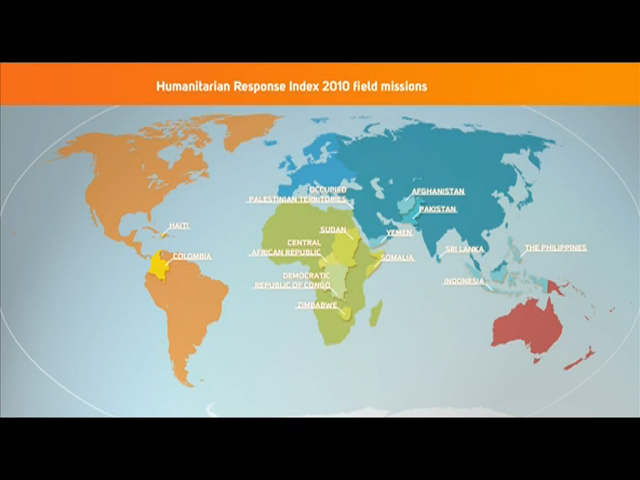 Humanitarian Response Index 2010 field missions
OCCUPIED
PALESTINIAN TERRITORIES
AFGHANISTAN
PAKISTAN
HAITI
SUDAN
YEMEN
CENTRAL
AFRICAN REPUBLIC
SRI LANKA
THE PHILIPPINES
COLOMBIA
SOMALIA
DEMOCRATIC
REPUBLIC OF CONGO
INDONESIA
ZIMBABWE